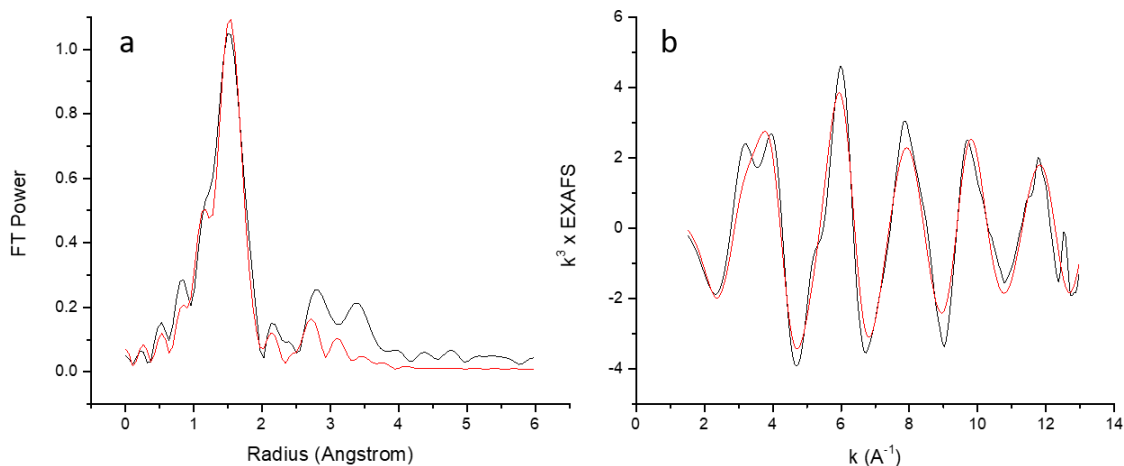 a
FT Power
1.0
0.8
0.6
0.4
0.2
0.0
0 1 2 3 4 5 6
Radius (Angstrom)
b
k³ x EXAFS
6
4
2
0
-2
-4
2 4 6 8 10 12 14
k (A⁻¹)